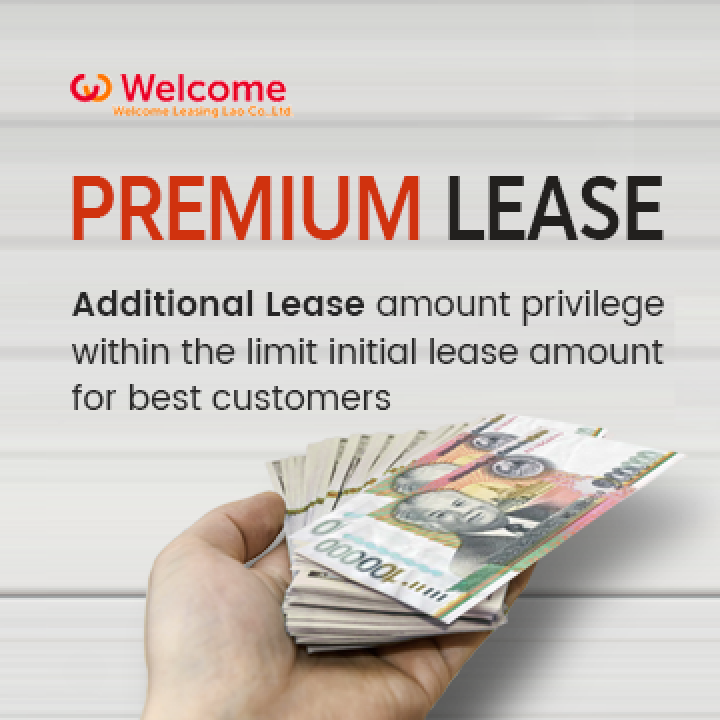 Welcome
Welcome Leasing Lao Co.,Ltd
PREMIUM LEASE
Additional Lease amount privilege
within the limit initial lease amount
for best customers